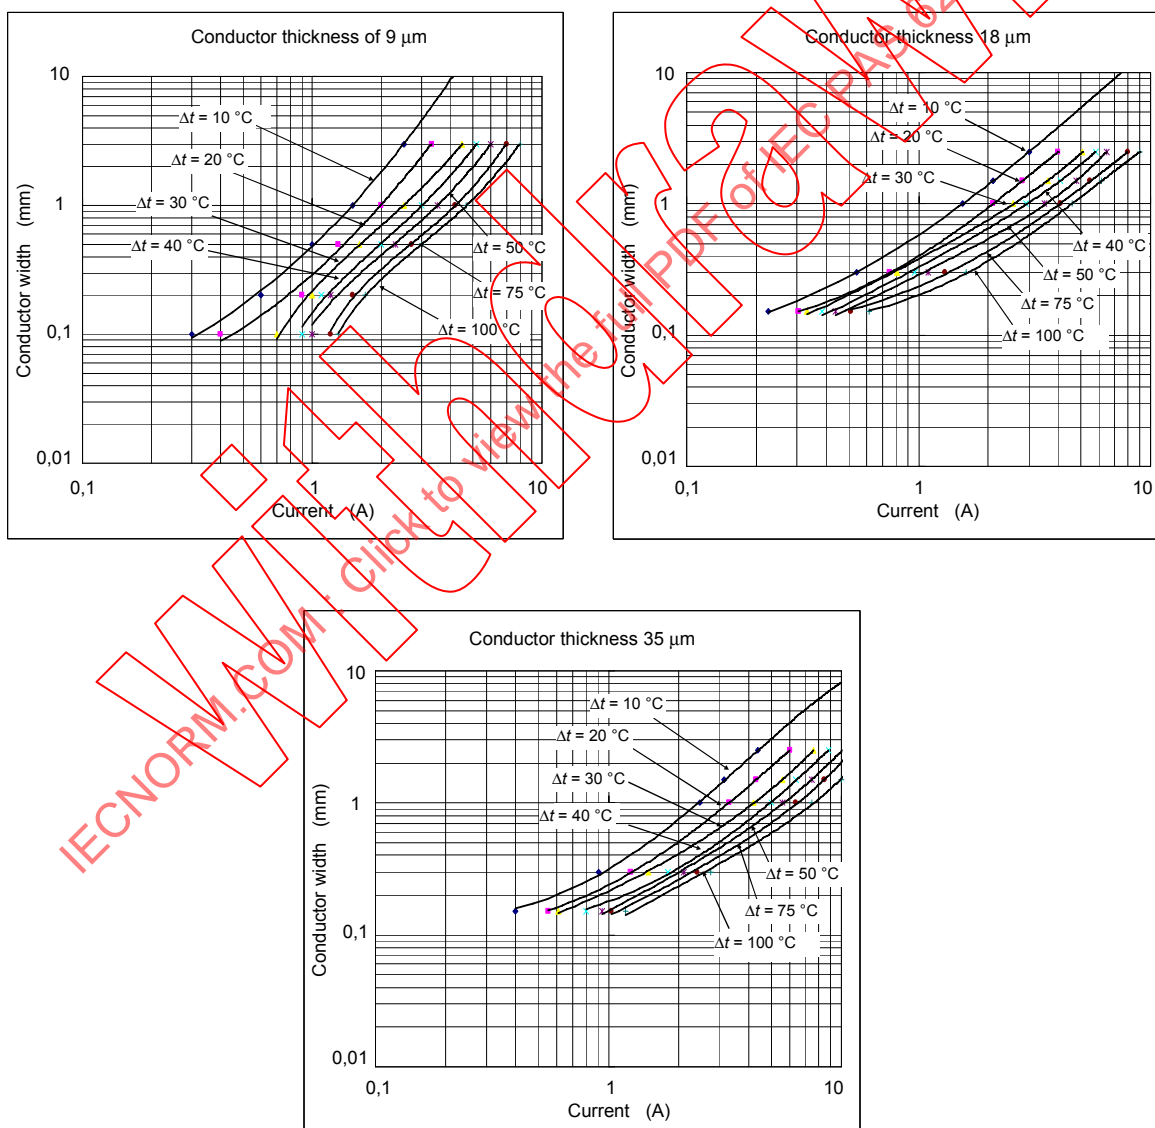 Conductor thickness of 9 µm
10
1
0,1
0,01
0,1
1
10
Conductor width (mm)
Current (A)
Δt = 10 °C
Δt = 20 °C
Δt = 30 °C
Δt = 40 °C
Δt = 50 °C
Δt = 75 °C
Δt = 100 °C
Conductor thickness 18 µm
10
1
0,1
0,01
0,1
1
10
Conductor width (mm)
Current (A)
Δt = 10 °C
Δt = 20 °C
Δt = 30 °C
Δt = 40 °C
Δt = 50 °C
Δt = 75 °C
Δt = 100 °C
Conductor thickness 35 µm
10
1
0,1
0,01
0,1
1
10
Conductor width (mm)
Current (A)
Δt = 10 °C
Δt = 20 °C
Δt = 30 °C
Δt = 40 °C
Δt = 50 °C
Δt = 75 °C
Δt = 100 °C
IECNORM.COM : Click to view the full PDF of IEC PAS 62
Withdrawn